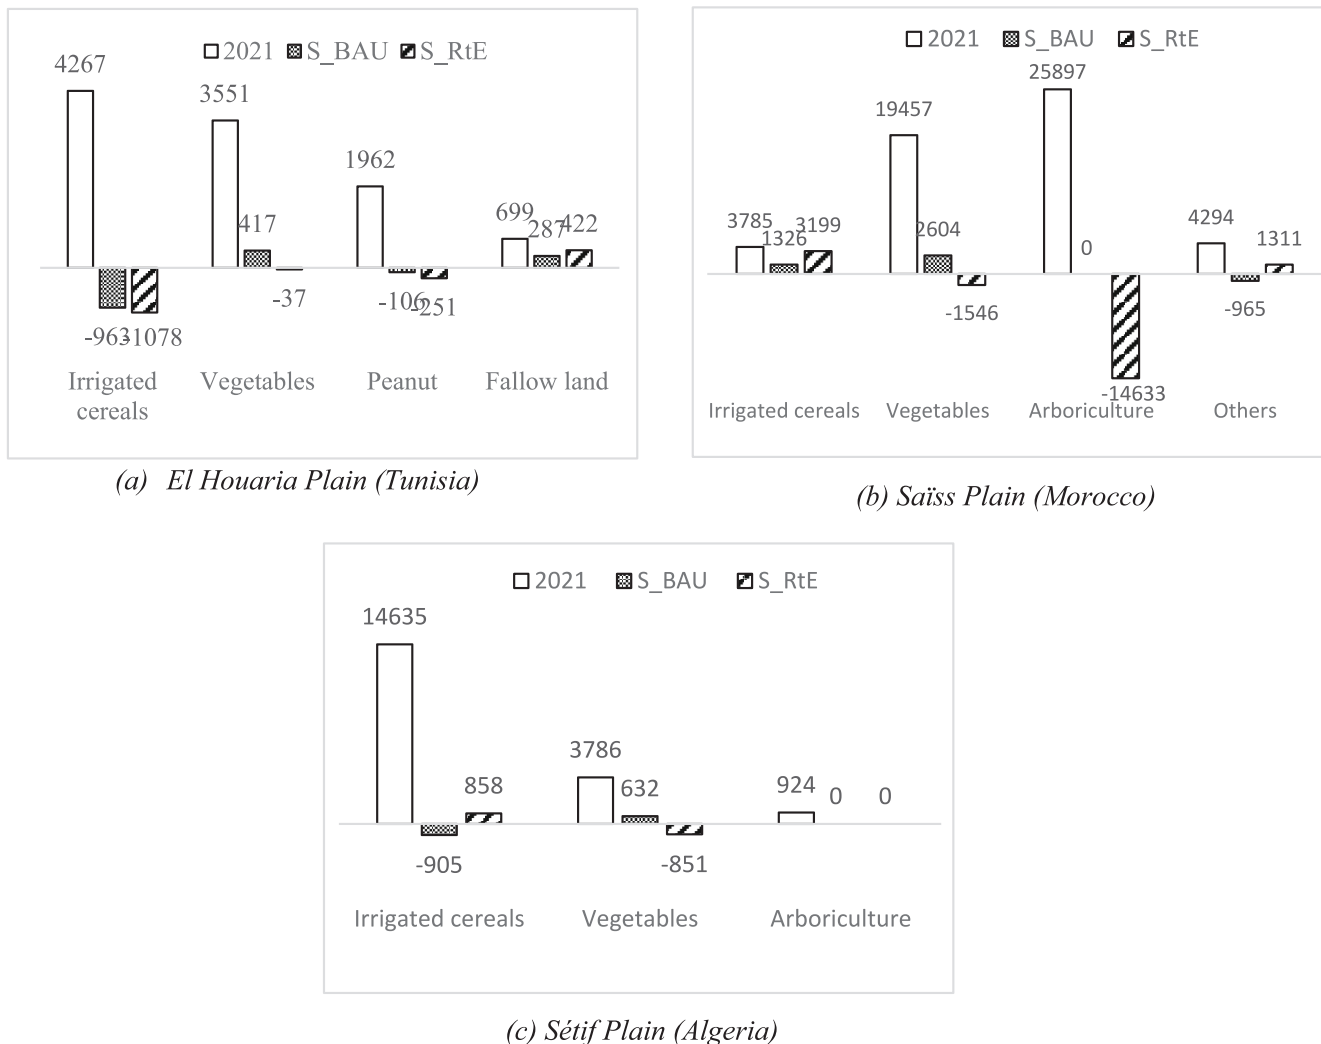 2021 S_BAU S_RtE
4267
3551
1962
699
417
287
422
-37
-106
-251
-963
-1078
Irrigated cereals
Vegetables
Peanut
Fallow land
(a) El Houaria Plain (Tunisia)
2021 S_BAU S_RtE
25897
19457
3785
1326
3199
2604
0
4294
1311
-1546
-965
-14633
Irrigated cereals
Vegetables
Arboriculture
Others
(b) Saïss Plain (Morocco)
2021 S_BAU S_RtE
14635
3786
858
632
924
0
0
-905
-851
Irrigated cereals
Vegetables
Arboriculture
(c) Sétif Plain (Algeria)